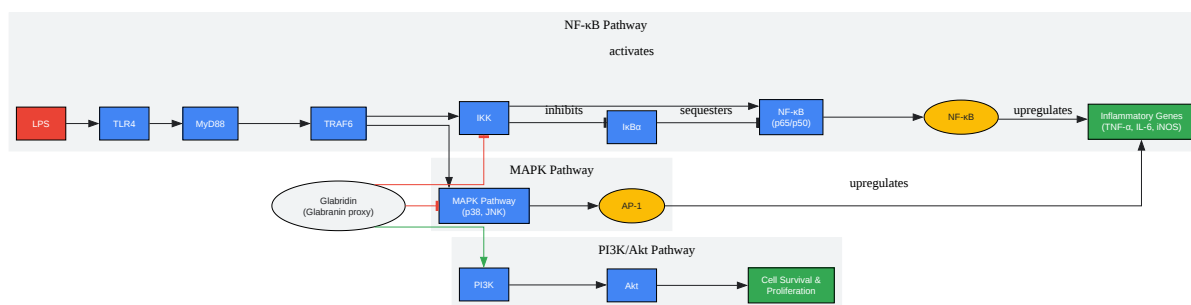 NF-κB Pathway
activates
LPS
TLR4
MyD88
TRAF6
IKK
inhibits
IκBα
sequesters
NF-κB
(p65/p50)
NF-κB
upregulates
Inflammatory Genes
(TNF-α, IL-6, iNOS)
MAPK Pathway
Glabridin
(Glabranin proxy)
MAPK Pathway
(p38, JNK)
AP-1
upregulates
PI3K/Akt Pathway
PI3K
Akt
Cell Survival &
Proliferation